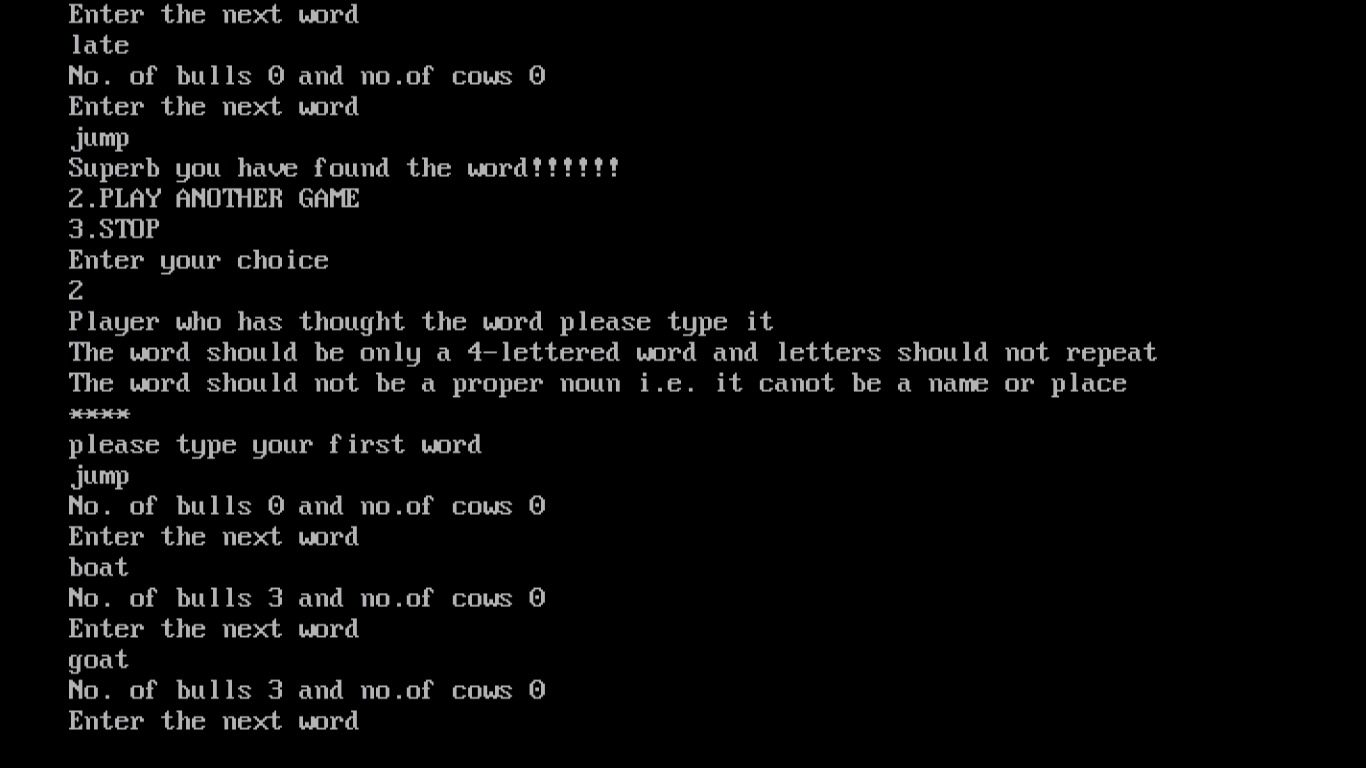 Enter the next word
late
No. of bulls 0 and no.of cows 0
Enter the next word
jump
Superb you have found the word!!!!!!
2.PLAY ANOTHER GAME
3.STOP
Enter your choice
2
Player who has thought the word please type it
The word should be only a 4-lettered word and letters should not repeat
The word should not be a proper noun i.e. it canot be a name or place
****
please type your first word
jump
No. of bulls 0 and no.of cows 0
Enter the next word
boat
No. of bulls 3 and no.of cows 0
Enter the next word
goat
No. of bulls 3 and no.of cows 0
Enter the next word